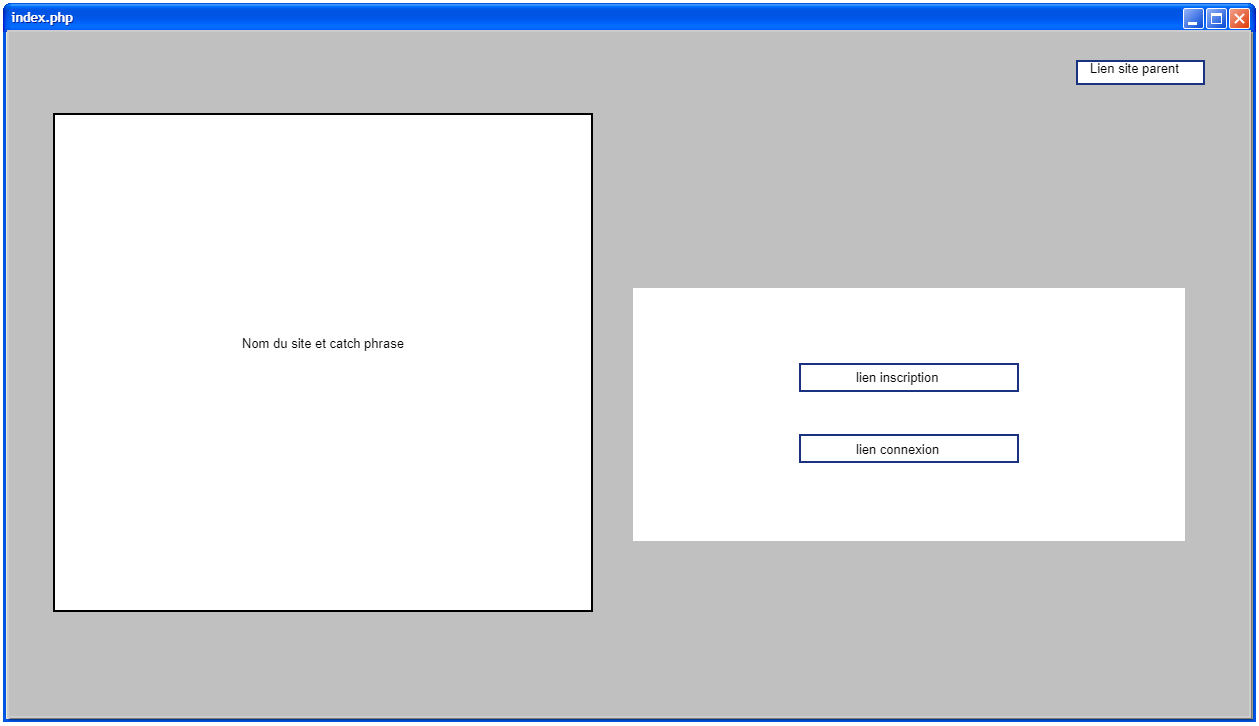 index.php
Lien site parent
Nom du site et catch phrase
lien inscription
lien connexion